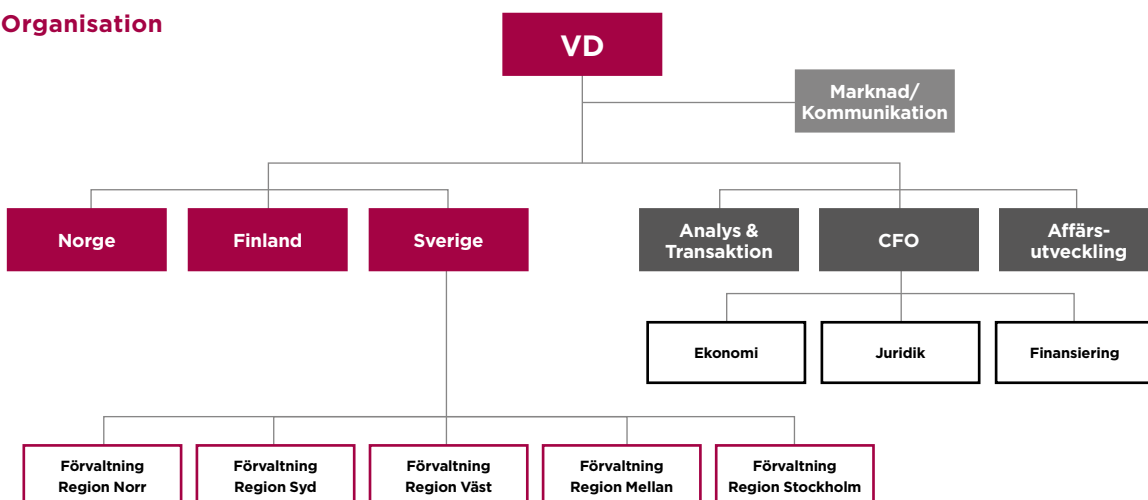 Organisation
VD
Marknad/
Kommunikation
Norge
Finland
Sverige
Analys &
Transaktion
CFO
Affärs-
utveckling
Ekonomi
Juridik
Finansiering
Förvaltning
Region Norr
Förvaltning
Region Syd
Förvaltning
Region Väst
Förvaltning
Region Mellan
Förvaltning
Region Stockholm